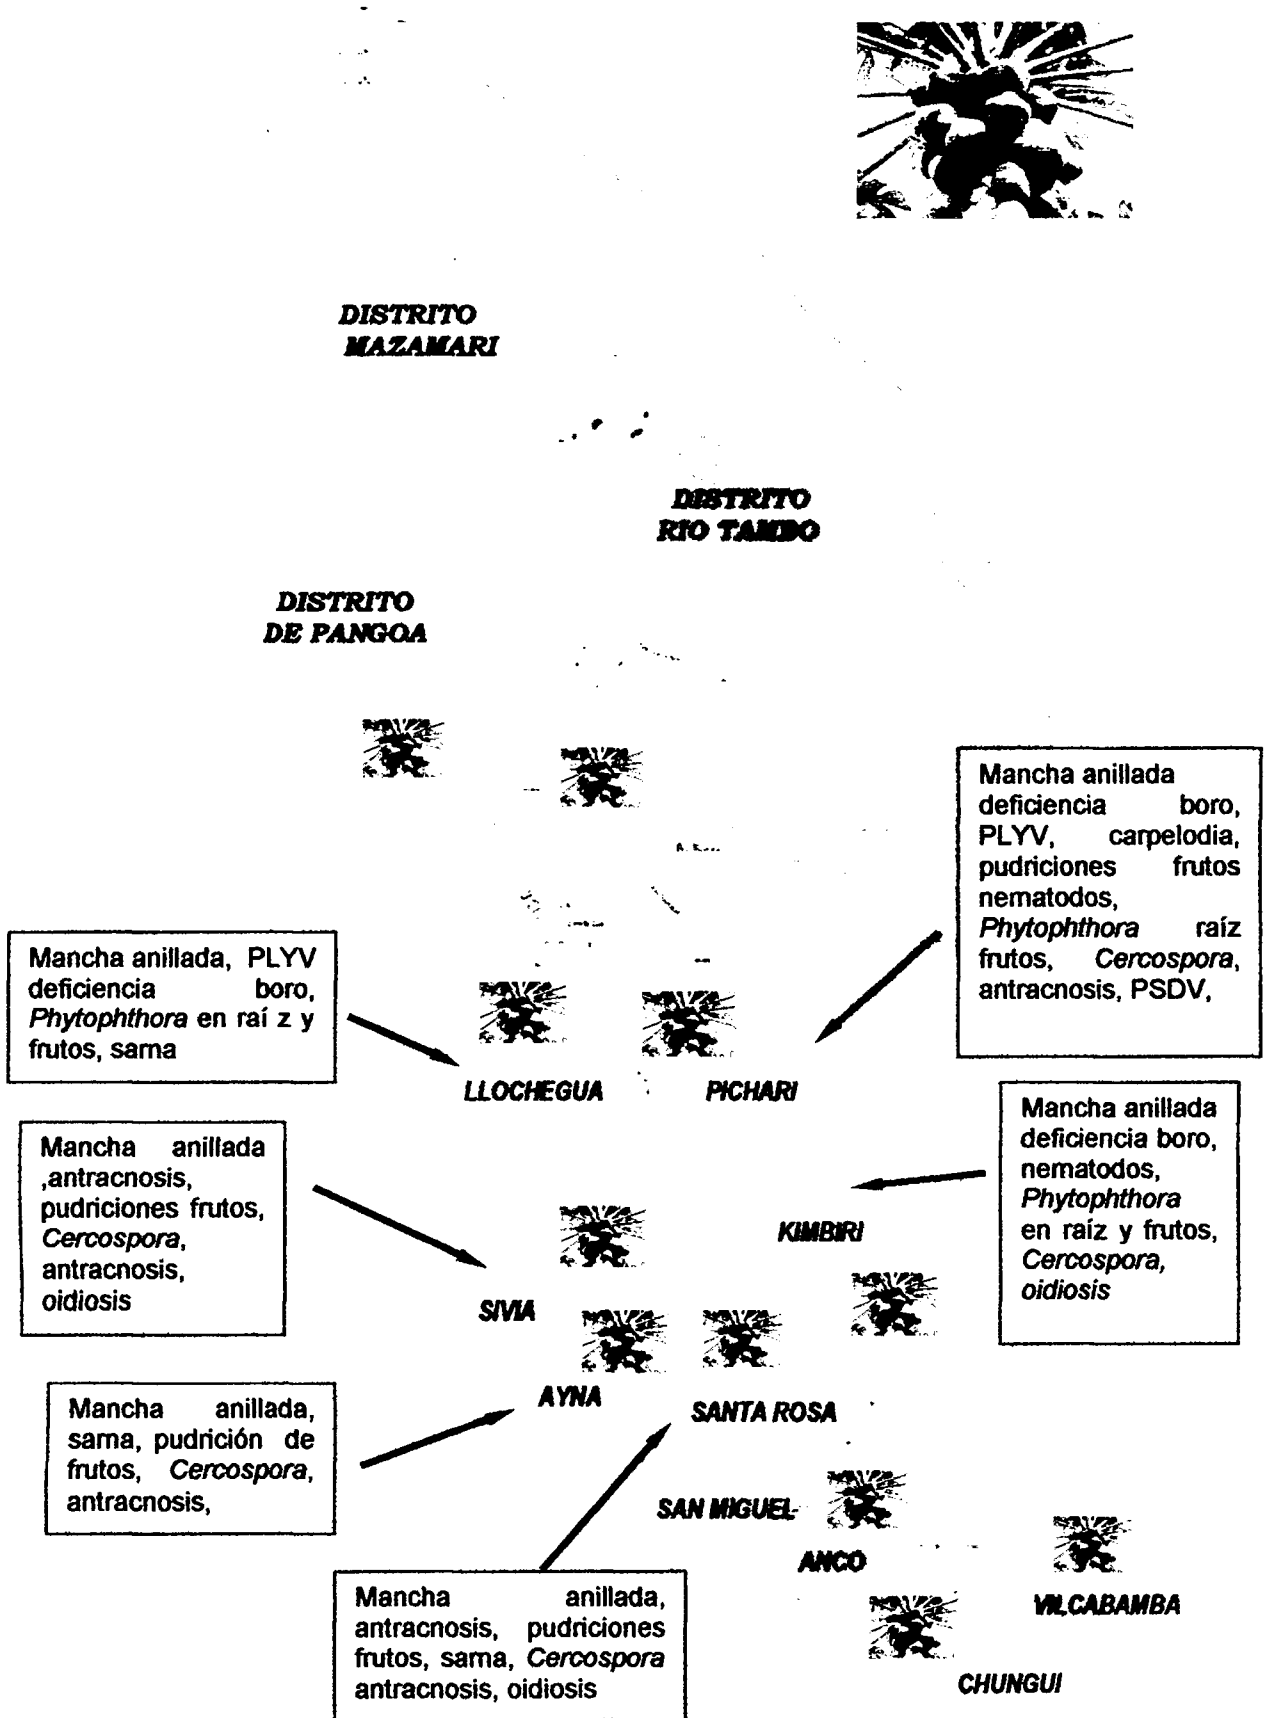 DISTRITO
MAZAMARI
DISTRITO
RIO TAMBO
DISTRITO
DE PANGOA
Mancha anillada
deficiencia boro,
PLYV, carpelodia,
pudriciones frutos
nematodos,
Phytophthora raíz
frutos, Cercospora,
antracnosis, PSDV,
Mancha anillada, PLYV
deficiencia boro,
Phytophthora en raí z y
frutos, sarna
LLOCHEGUA
PICHARI
Mancha anillada
,antracnosis,
pudriciones frutos,
Cercospora,
antracnosis,
oidiosis
Mancha anillada
deficiencia boro,
nematodos,
Phytophthora
en raíz y frutos,
Cercospora,
oidiosis
KIMBIRI
SIVIA
AYNA
SANTA ROSA
Mancha anillada,
sarna, pudrición de
frutos, Cercospora,
antracnosis,
SAN MIGUEL
ANCO
VILCABAMBA
Mancha anillada,
antracnosis, pudriciones
frutos, sarna, Cercospora
antracnosis, oidiosis
CHUNGUI